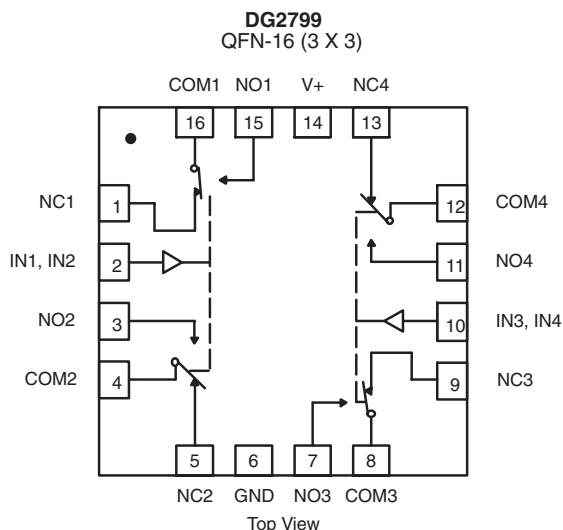 DG2799
QFN-16 (3 X 3)
COM1 NO1 V+ NC4
16 15 14 13
NC1 1 12 COM4
IN1, IN2 2 11 NO4
NO2 3 10 IN3, IN4
COM2 4 9 NC3
5 6 7 8
NC2 GND NO3 COM3
Top View